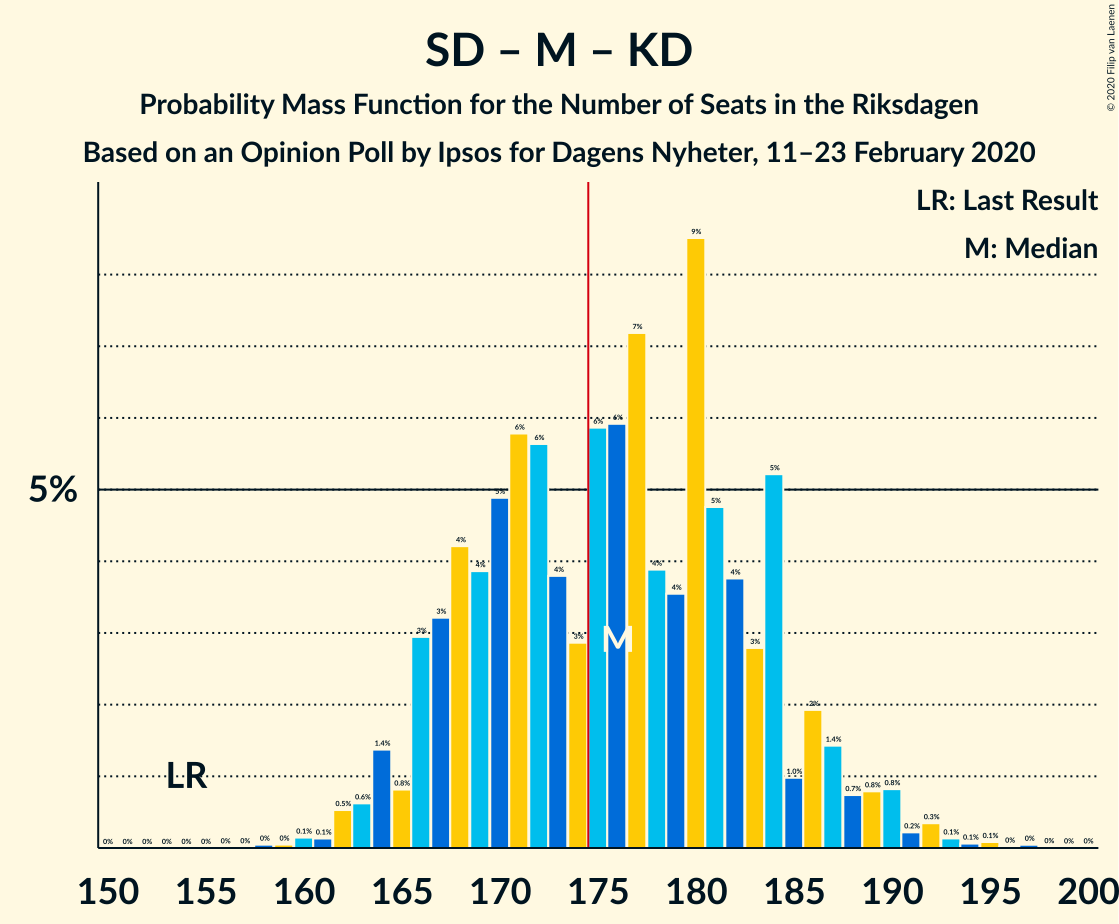 SD – M – KD
Probability Mass Function for the Number of Seats in the Riksdagen
Based on an Opinion Poll by Ipsos for Dagens Nyheter, 11–23 February 2020
© 2020 Filip van Laenen
LR: Last Result
M: Median
5%
LR
M
0% 0% 0% 0% 0% 0% 0% 0% 0% 0% 0.1% 0.1% 0.5% 0.6% 1.4% 0.8% 3% 3% 4% 4% 5% 6% 6% 4% 3% 6% 6% 7% 4% 4% 9% 5% 4% 3% 5% 1.0% 2% 1.4% 0.7% 0.8% 0.8% 0.2% 0.3% 0.1% 0.1% 0.1% 0% 0% 0% 0% 0%
150 155 160 165 170 175 180 185 190 195 200